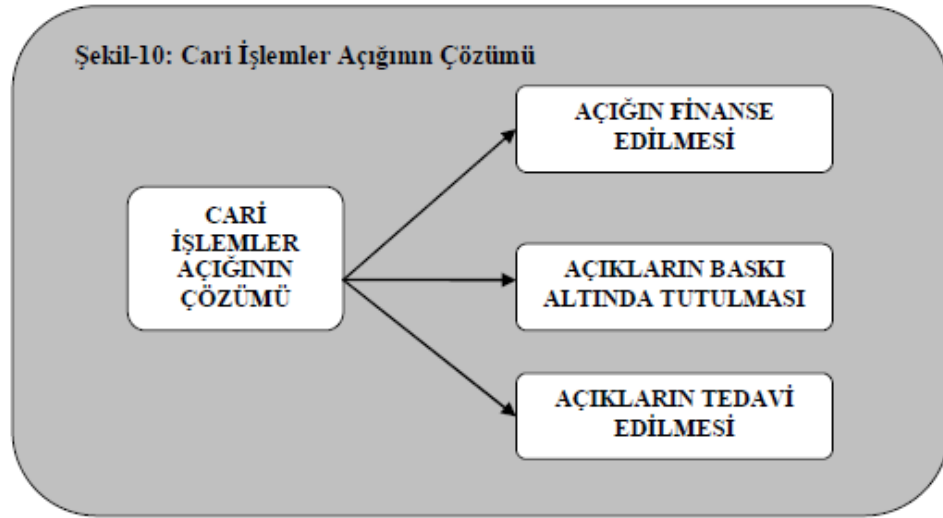 Şekil-10: Cari İşlemler Açığının Çözümü
CARİ
İŞLEMLER
AÇIĞININ
ÇÖZÜMÜ
AÇIĞIN FİNANSE
EDİLMESİ
AÇIKLARIN BASKI
ALTINDA TUTULMASI
AÇIKLARIN TEDAVİ
EDİLMESİ